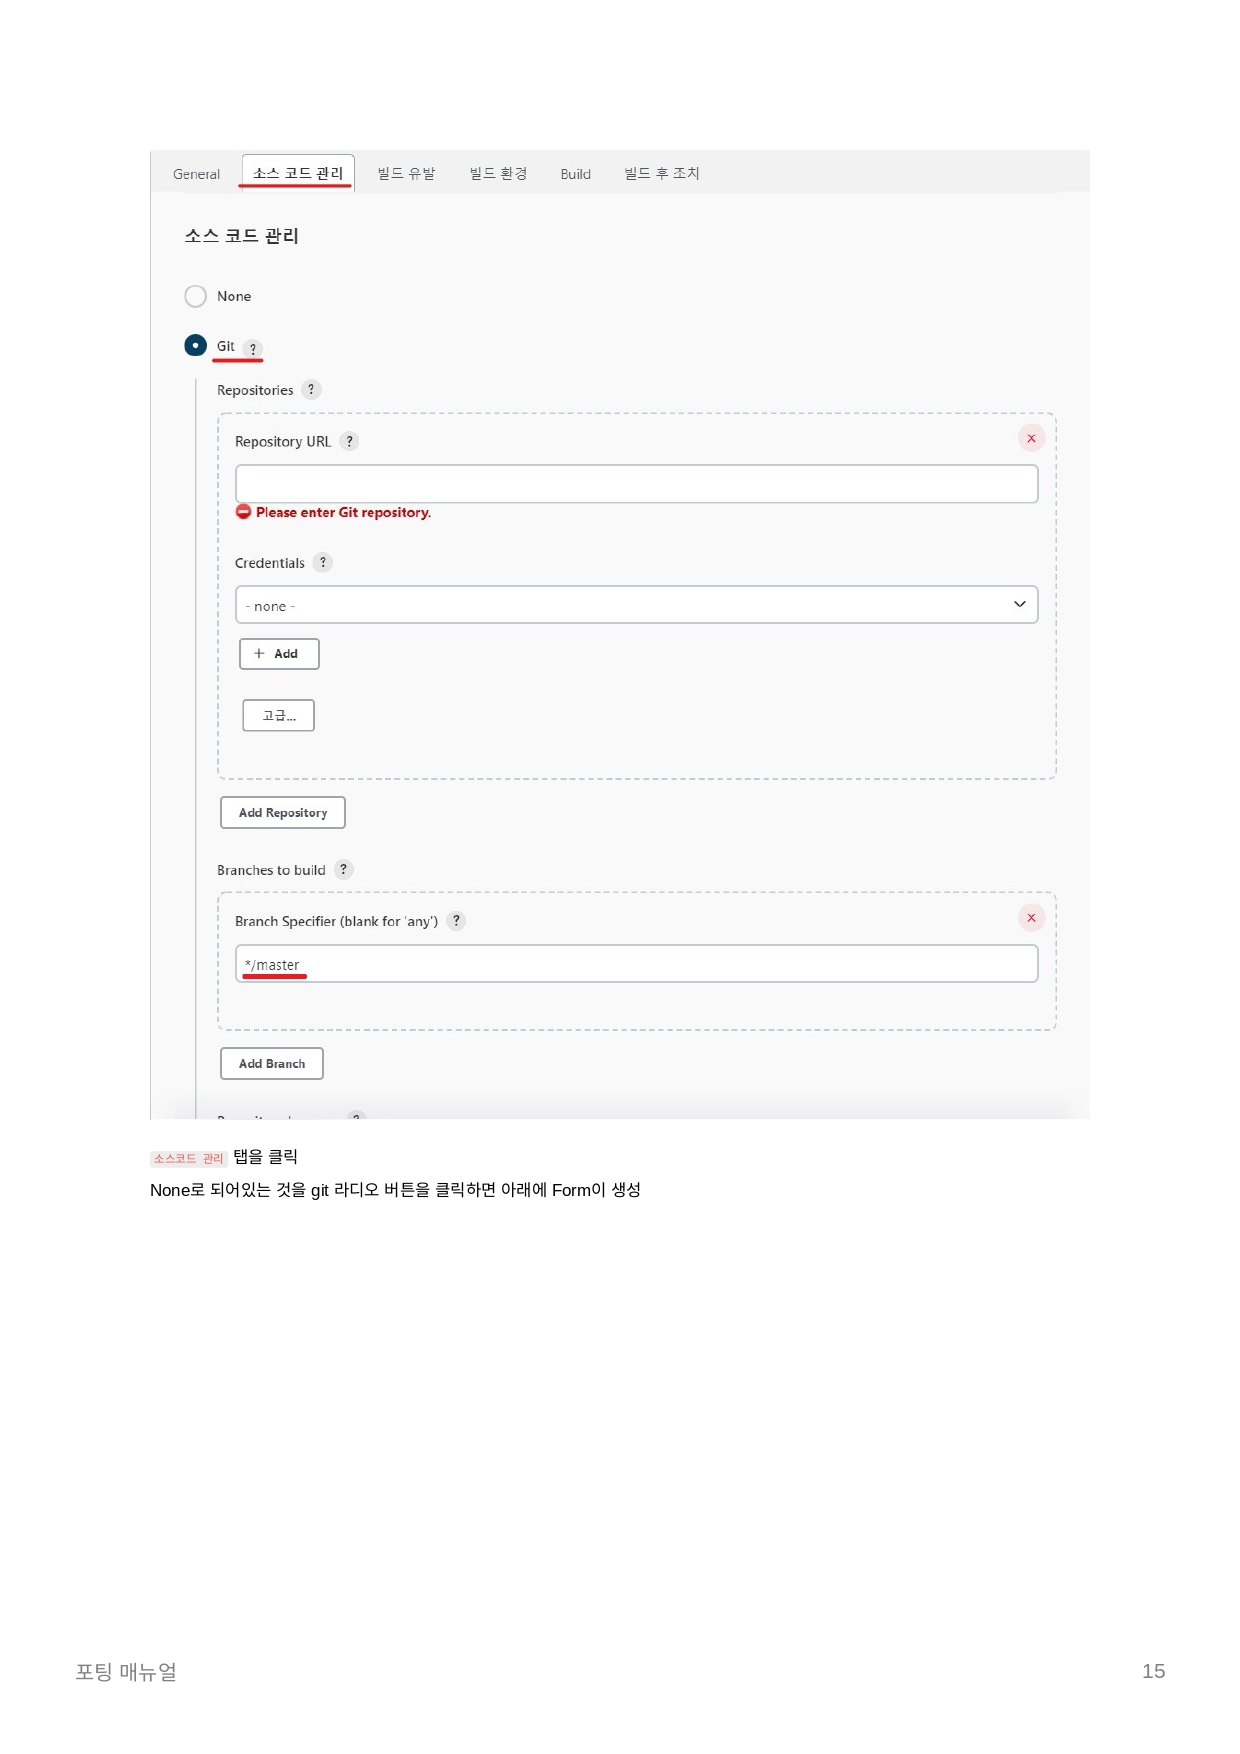 General 소스 코드 관리 빌드 유발 빌드 환경 Build 빌드 후 조치
소스 코드 관리
None
Git ?
Repositories ?
Repository URL ?
x
Please enter Git repository.
Credentials ?
- none -
+ Add
고급...
Add Repository
Branches to build ?
Branch Specifier (blank for 'any') ?
x
*/master
Add Branch
소스코드 관리 탭을 클릭
None로 되어있는 것을 git 라디오 버튼을 클릭하면 아래에 Form이 생성
포팅 매뉴얼
15